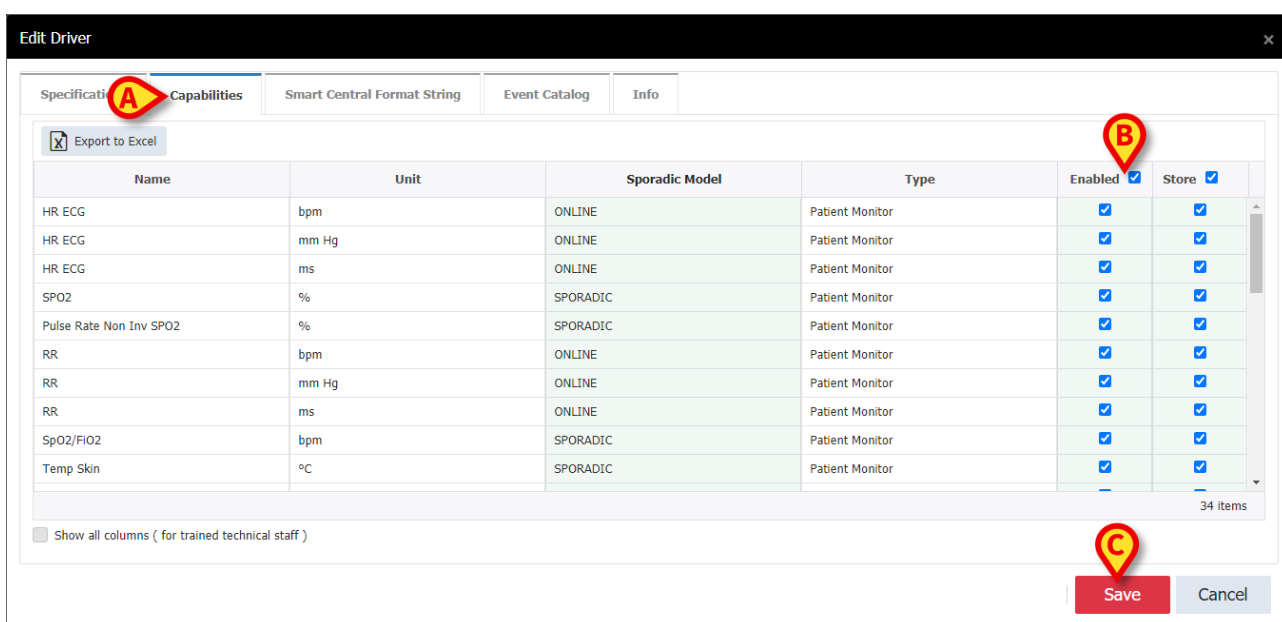 Edit Driver ×
Specificati A Capabilities Smart Central Format String Event Catalog Info
X Export to Excel B
Name Unit Sporadic Model Type Enabled Store
HR ECG bpm ONLINE Patient Monitor
HR ECG mm Hg ONLINE Patient Monitor
HR ECG ms ONLINE Patient Monitor
SPO2 % SPORADIC Patient Monitor
Pulse Rate Non Inv SPO2 % SPORADIC Patient Monitor
RR bpm ONLINE Patient Monitor
RR mm Hg ONLINE Patient Monitor
RR ms ONLINE Patient Monitor
SpO2/FiO2 bpm SPORADIC Patient Monitor
Temp Skin °C SPORADIC Patient Monitor
34 items
Show all columns ( for trained technical staff )
C
Save Cancel